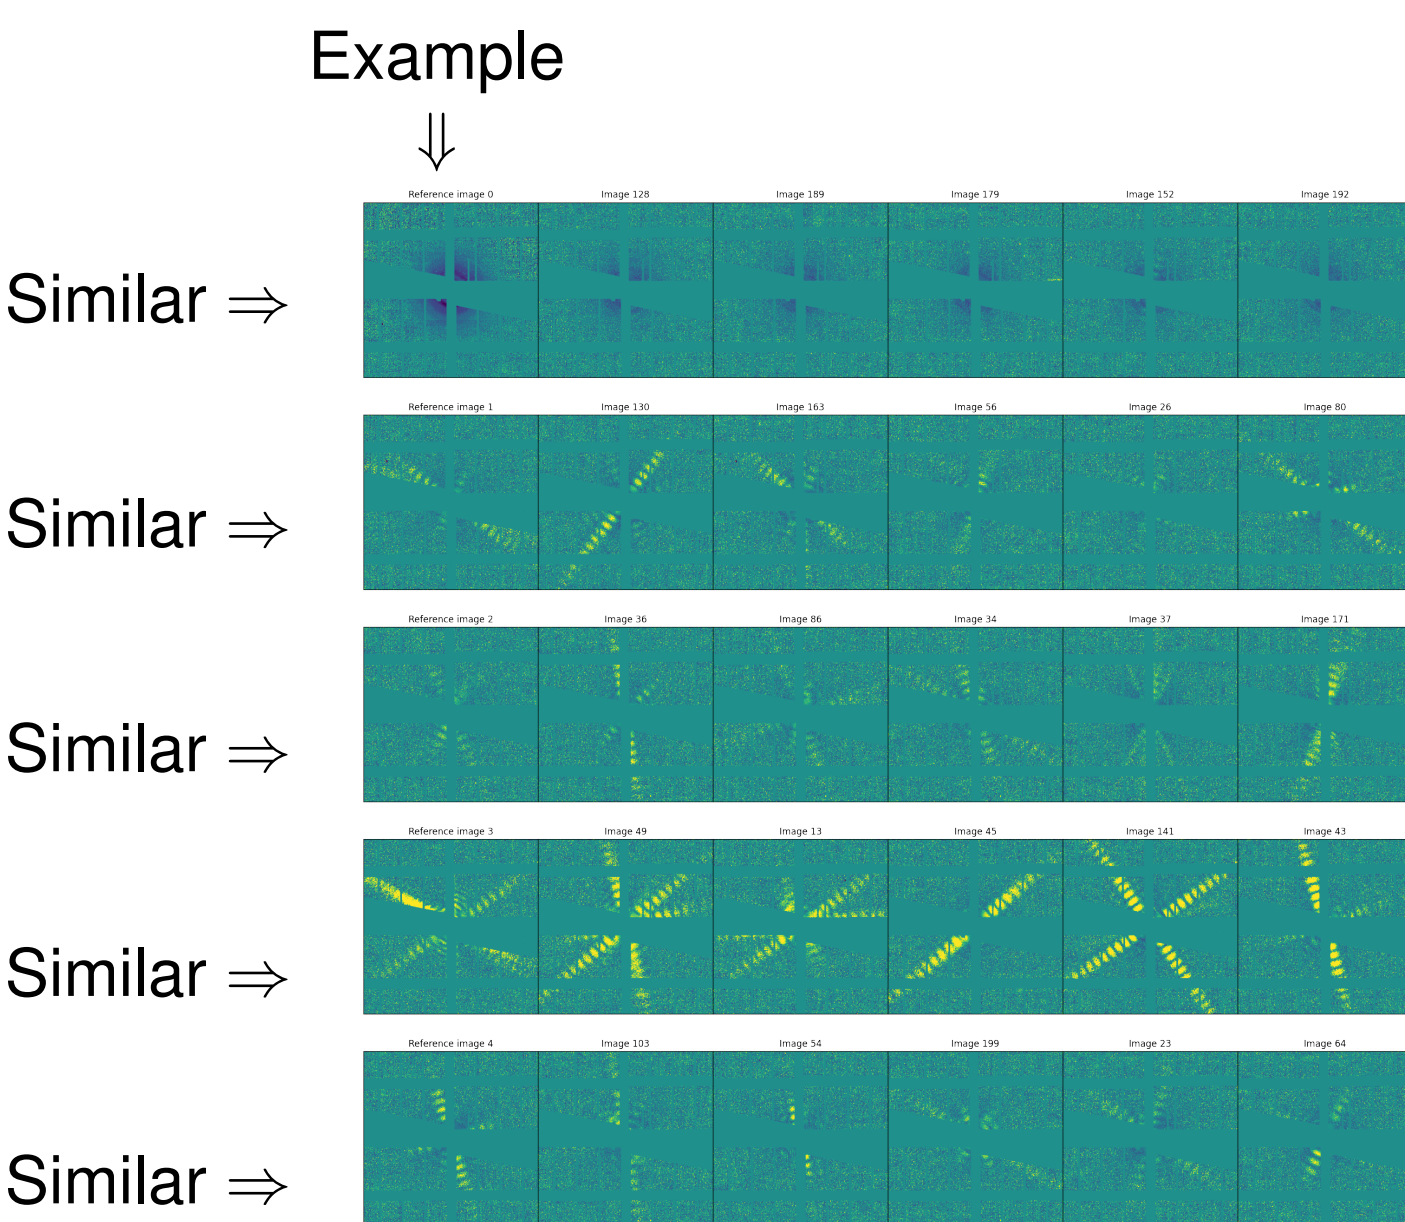 Example
⇓
Reference image 0 Image 128 Image 189 Image 179 Image 152 Image 192
Similar ⇒
Reference image 1 Image 130 Image 163 Image 56 Image 26 Image 80
Similar ⇒
Reference image 2 Image 36 Image 86 Image 34 Image 37 Image 171
Similar ⇒
Reference image 3 Image 49 Image 13 Image 45 Image 141 Image 43
Similar ⇒
Reference image 4 Image 103 Image 54 Image 199 Image 23 Image 64
Similar ⇒